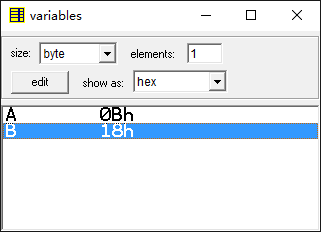 variables
size: byte elements: 1
edit show as: hex
A 0Bh
B 18h